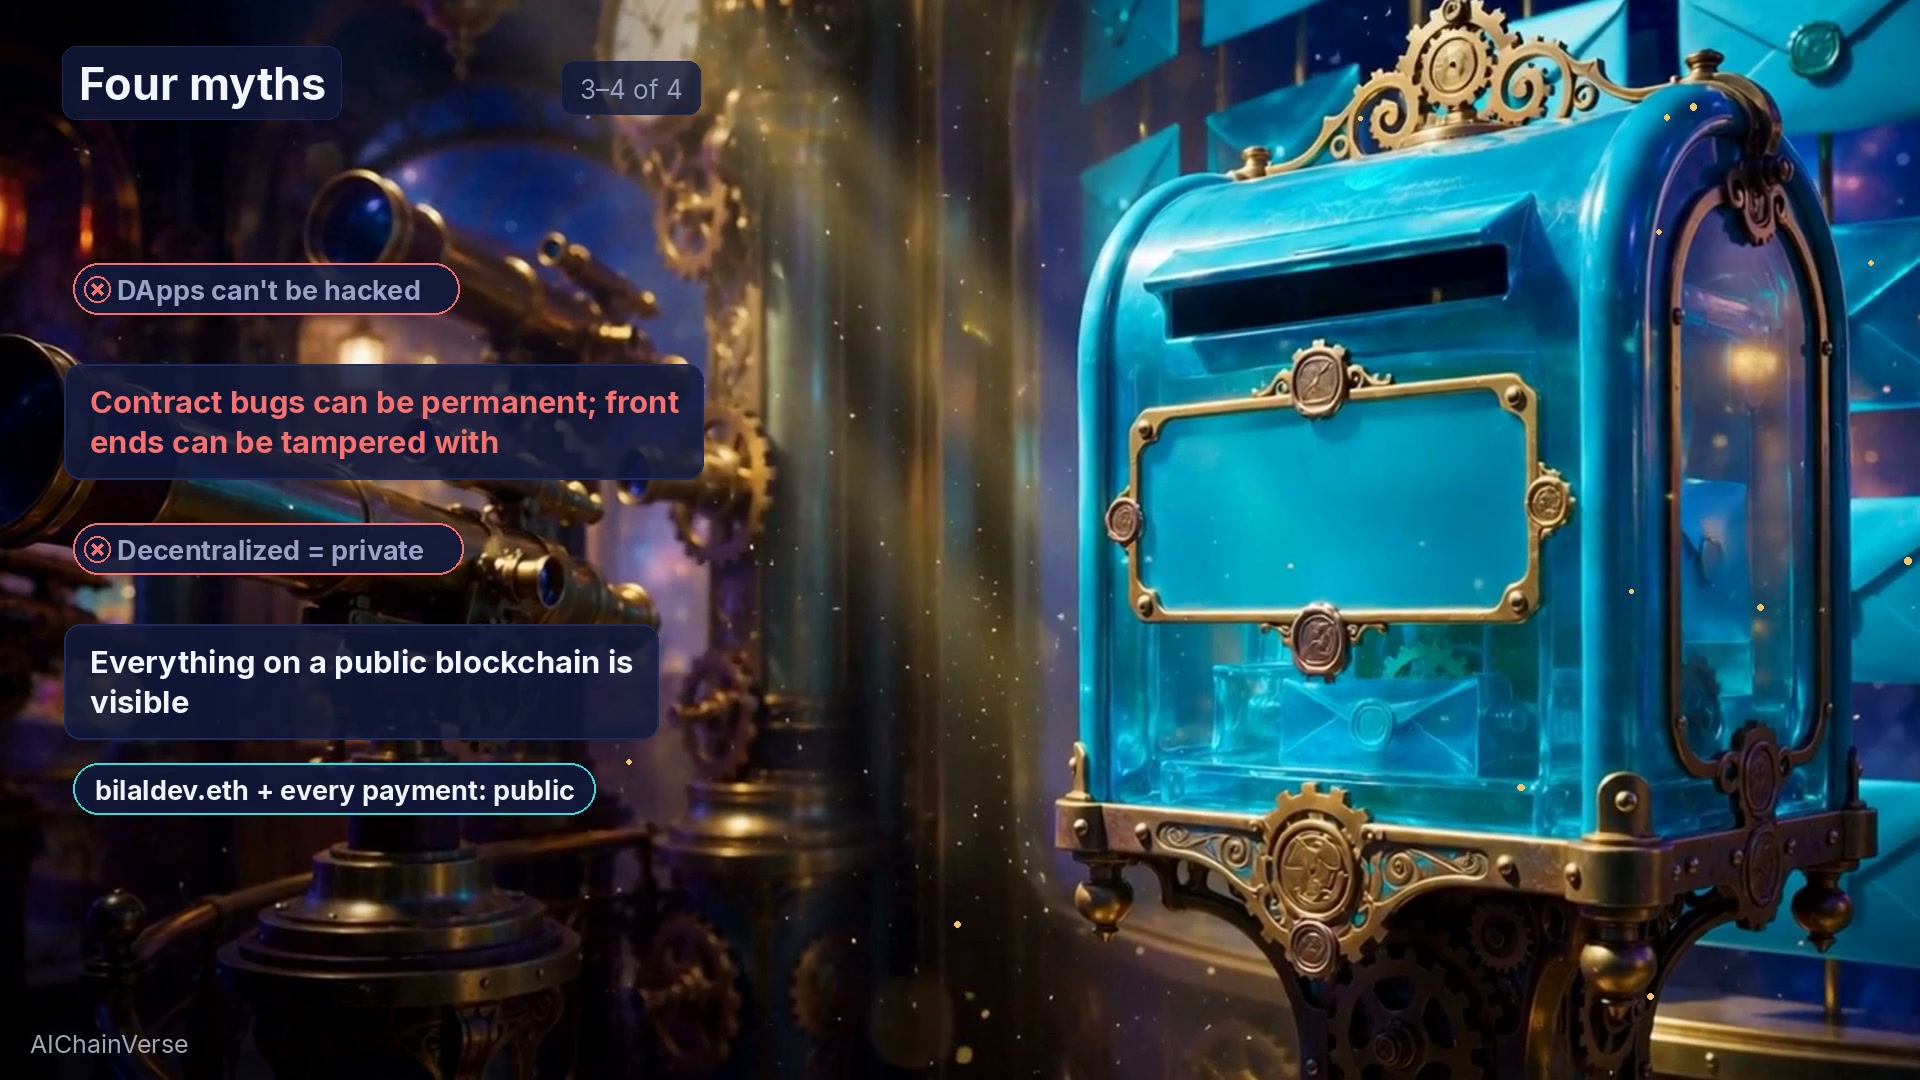 Four myths
3–4 of 4
DApps can't be hacked
Contract bugs can be permanent; front
ends can be tampered with
Decentralized = private
Everything on a public blockchain is
visible
bilaldev.eth + every payment: public
AIChainVerse